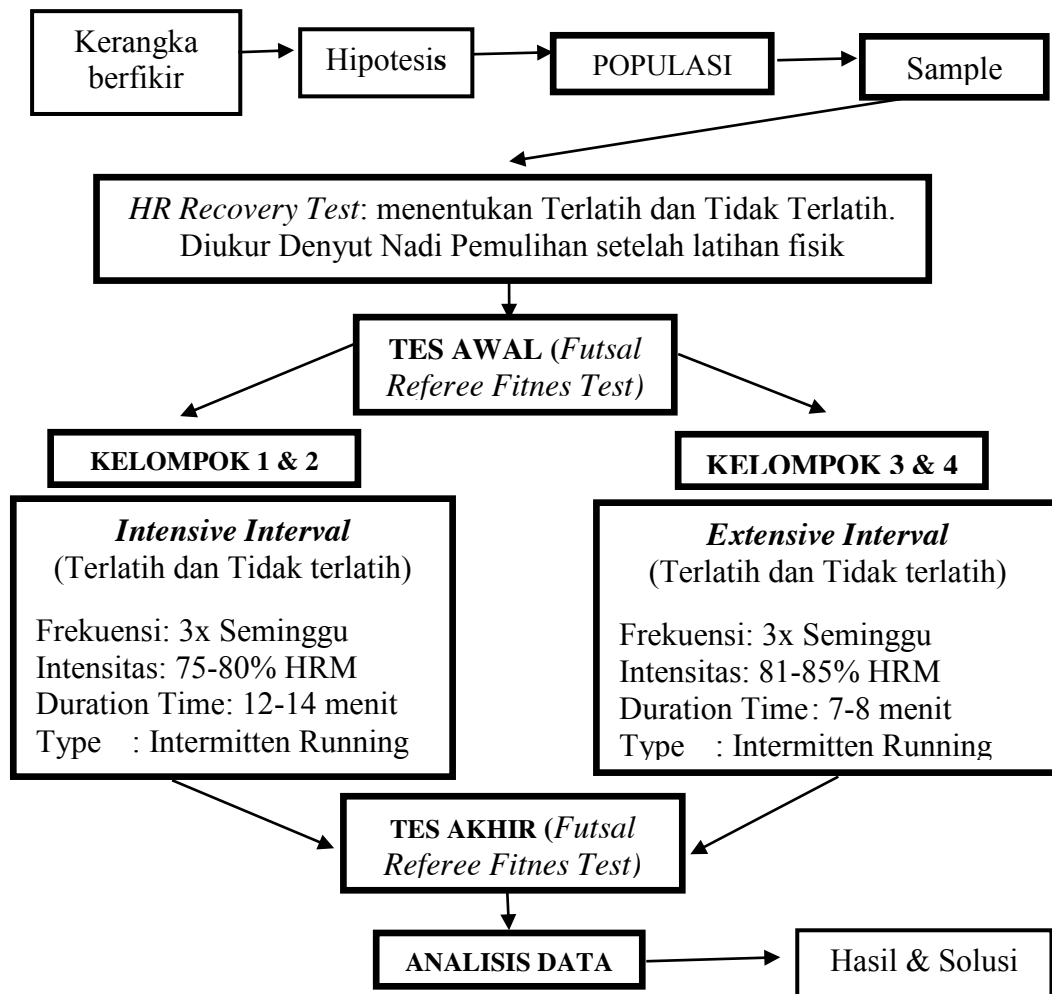 Kerangka
berfikir
Hipotesis
POPULASI
Sample
HR Recovery Test: menentukan Terlatih dan Tidak Terlatih.
Diukur Denyut Nadi Pemulihan setelah latihan fisik
TES AWAL (Futsal
Referee Fitnes Test)
KELOMPOK 1 & 2
KELOMPOK 3 & 4
Intensive Interval
(Terlatih dan Tidak terlatih)
Frekuensi: 3x Seminggu
Intensitas: 75-80% HRM
Duration Time: 12-14 menit
Type : Intermitten Running
Extensive Interval
(Terlatih dan Tidak terlatih)
Frekuensi: 3x Seminggu
Intensitas: 81-85% HRM
Duration Time: 7-8 menit
Type : Intermitten Running
TES AKHIR (Futsal
Referee Fitnes Test)
ANALISIS DATA
Hasil & Solusi